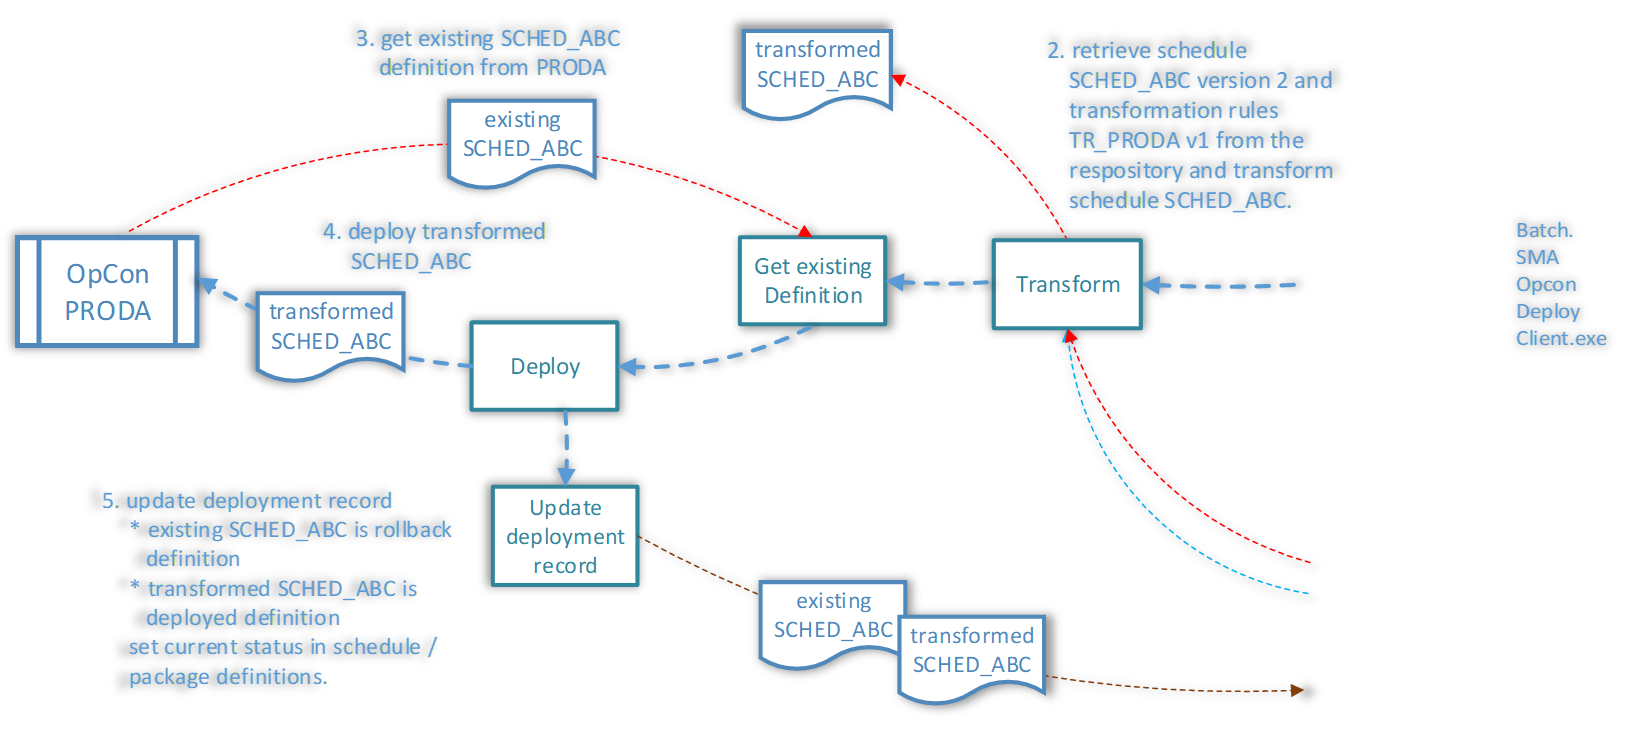 3. get existing SCHED_ABC
definition from PRODA
existing
SCHED_ABC
transformed
SCHED_ABC
2. retrieve schedule
SCHED_ABC version 2 and
transformation rules
TR_PRODA v1 from the
respository and transform
schedule SCHED_ABC.
4. deploy transformed
SCHED_ABC
OpCon
PRODA
transformed
SCHED_ABC
Get existing
Definition
Transform
Batch.
SMA
Opcon
Deploy
Client.exe
Deploy
5. update deployment record
* existing SCHED_ABC is rollback
definition
* transformed SCHED_ABC is
deployed definition
set current status in schedule /
package definitions.
Update
deployment
record
existing
SCHED_ABC
transformed
SCHED_ABC